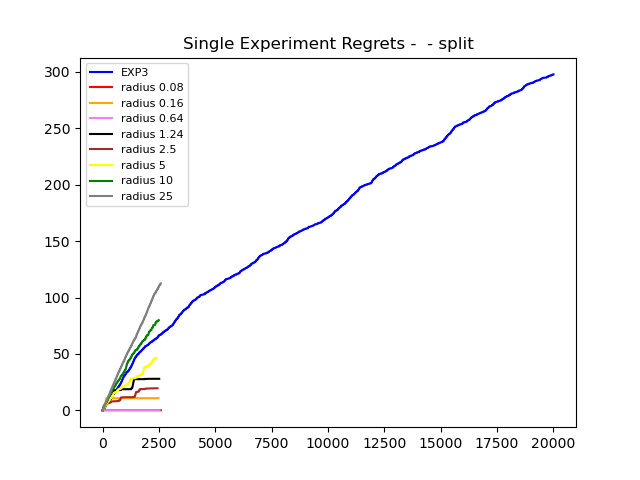 Single Experiment Regrets -  - split
EXP3
radius 0.08
radius 0.16
radius 0.64
radius 1.24
radius 2.5
radius 5
radius 10
radius 25
300
250
200
150
100
50
0
0 2500 5000 7500 10000 12500 15000 17500 20000